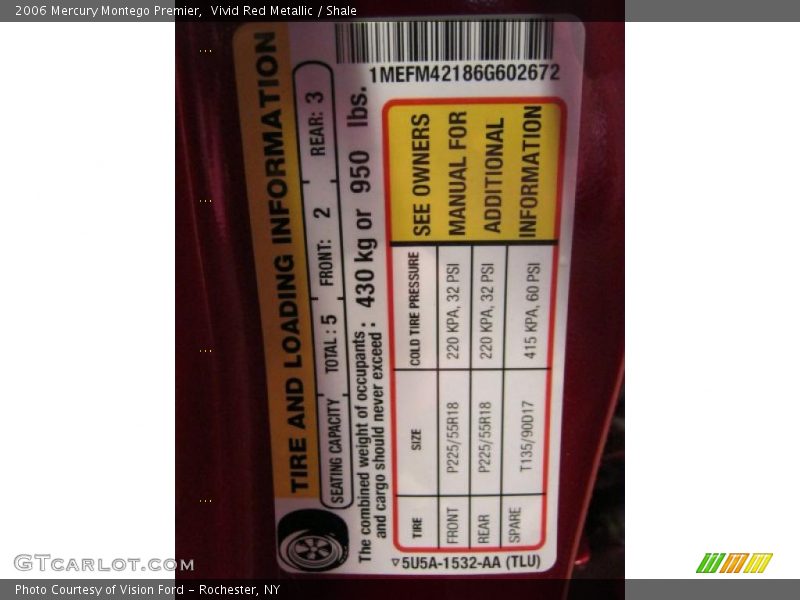 2006 Mercury Montego Premier,  Vivid Red Metallic / Shale
1MEFM42186G602672
TIRE AND LOADING INFORMATION
SEATING CAPACITY TOTAL : 5 FRONT: 2 REAR: 3
The combined weight of occupants
and cargo should never exceed : 430 kg or 950 lbs.
TIRE SIZE COLD TIRE PRESSURE
FRONT P225/55R18 220 KPA, 32 PSI
REAR P225/55R18 220 KPA, 32 PSI
SPARE T135/90D17 415 KPA, 60 PSI
SEE OWNERS
MANUAL FOR
ADDITIONAL
INFORMATION
▽5U5A-1532-AA (TLU)
GTCarLot.com
Photo Courtesy of Vision Ford – Rochester, NY